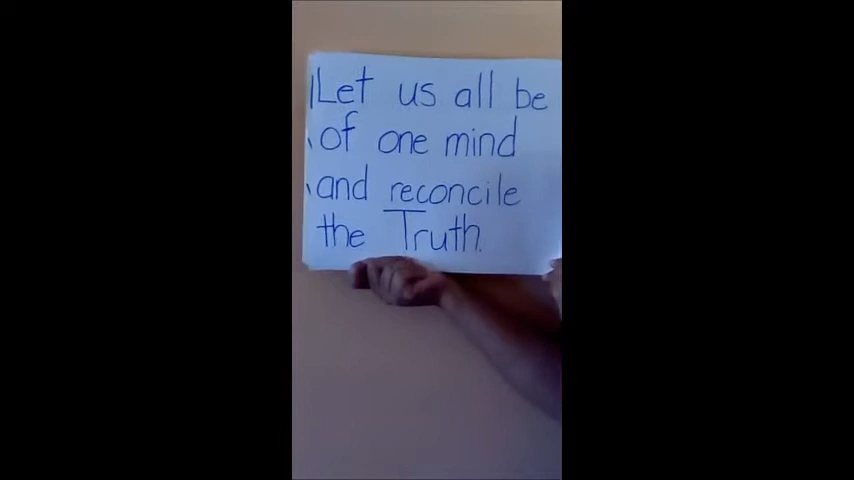 Let us all be
of one mind
and reconcile
the Truth.